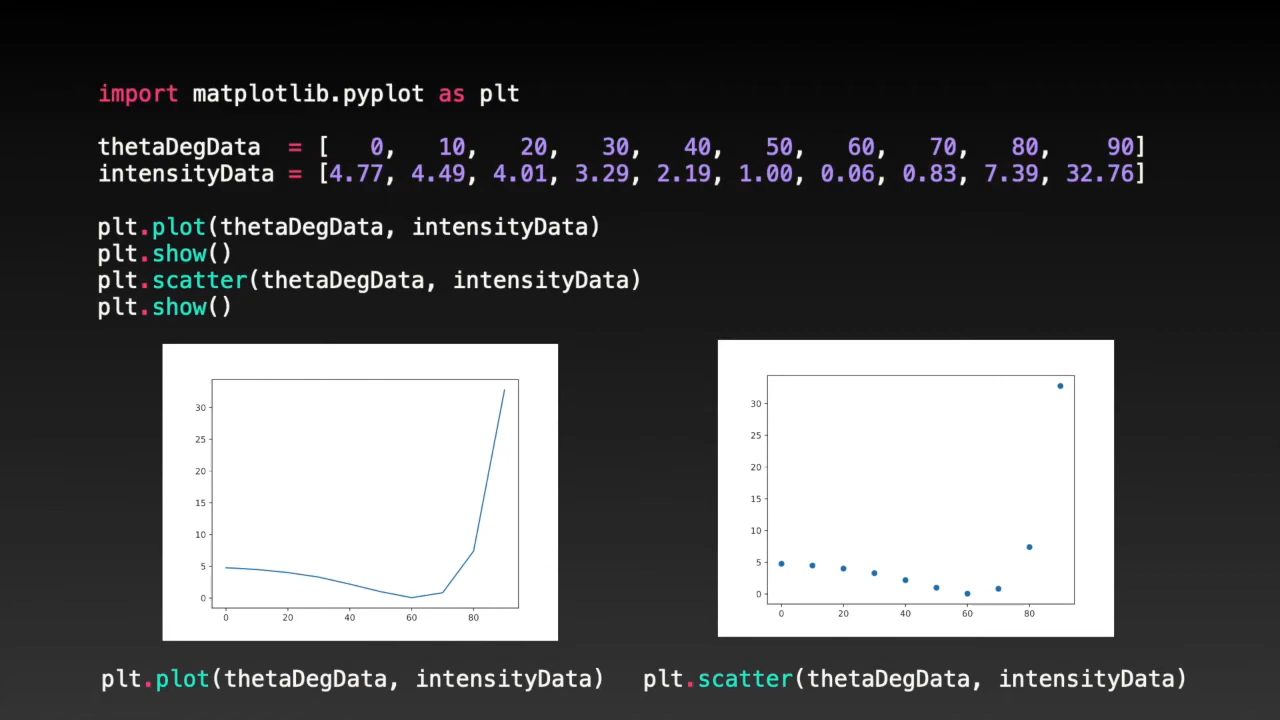 import matplotlib.pyplot as plt
thetaDegData = [ 0, 10, 20, 30, 40, 50, 60, 70, 80, 90]
intensityData = [4.77, 4.49, 4.01, 3.29, 2.19, 1.00, 0.06, 0.83, 7.39, 32.76]
plt.plot(thetaDegData, intensityData)
plt.show()
plt.scatter(thetaDegData, intensityData)
plt.show()
30
25
20
15
10
5
0
0 20 40 60 80
30
25
20
15
10
5
0
0 20 40 60 80
plt.plot(thetaDegData, intensityData)
plt.scatter(thetaDegData, intensityData)